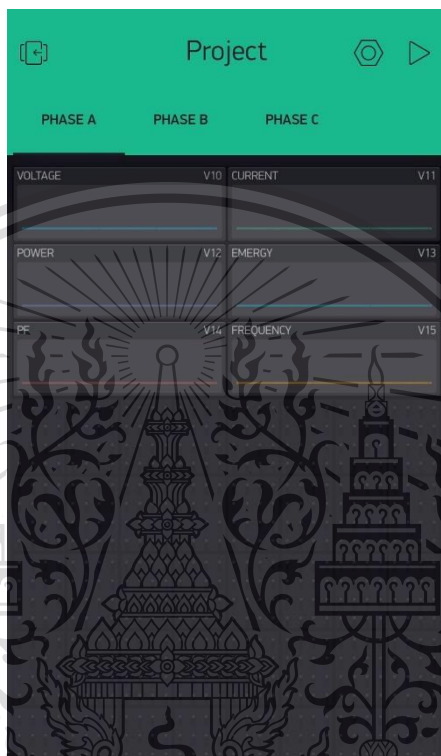 Project
PHASE A PHASE B PHASE C
VOLTAGE V10 CURRENT V11
POWER V12 EMERGY V13
PF V14 FREQUENCY V15